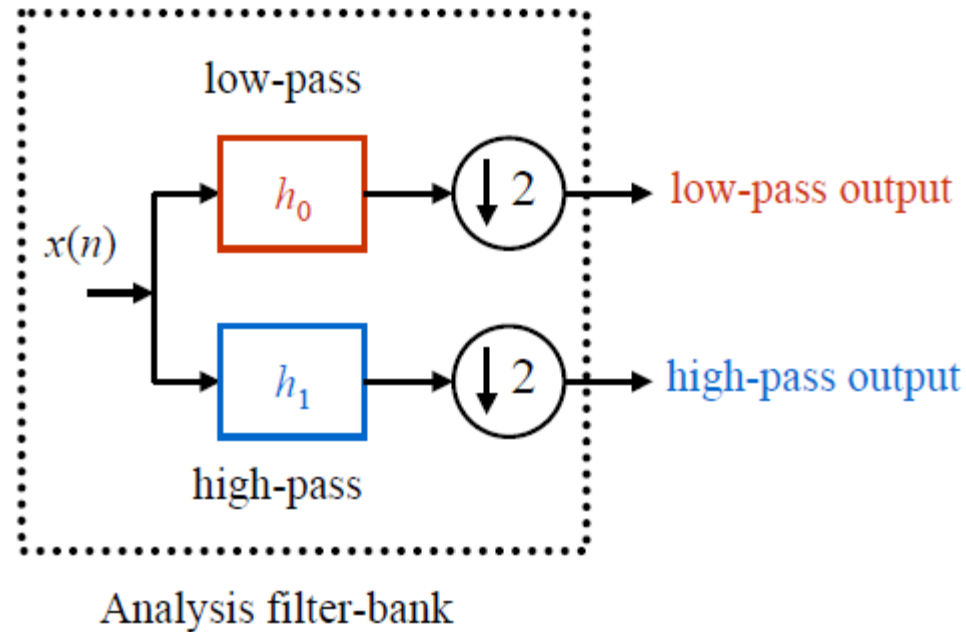 low-pass
h₀
↓ 2
low-pass output
x(n)
h₁
↓ 2
high-pass output
high-pass
Analysis filter-bank